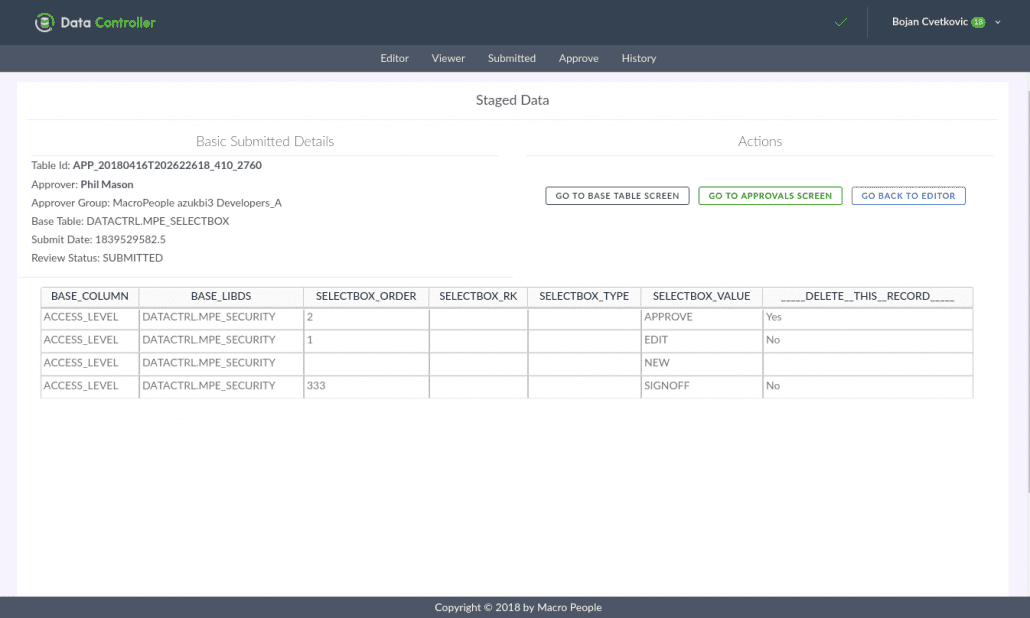 Data Controller
Bojan Cvetkovic 18
Editor Viewer Submitted Approve History
Staged Data
Basic Submitted Details
Actions
Table Id: APP_20180416T202622618_410_2760
Approver: Phil Mason
Approver Group: MacroPeople azukbi3 Developers_A
Base Table: DATACTRL.MPE_SELECTBOX
Submit Date: 1839529582.5
Review Status: SUBMITTED
GO TO BASE TABLE SCREEN GO TO APPROVALS SCREEN GO BACK TO EDITOR
BASE_COLUMN BASE_LIBDS SELECTBOX_ORDER SELECTBOX_RK SELECTBOX_TYPE SELECTBOX_VALUE _____DELETE__THIS__RECORD_____
ACCESS_LEVEL DATACTRL.MPE_SECURITY 2 APPROVE Yes
ACCESS_LEVEL DATACTRL.MPE_SECURITY 1 EDIT No
ACCESS_LEVEL DATACTRL.MPE_SECURITY NEW
ACCESS_LEVEL DATACTRL.MPE_SECURITY 333 SIGNOFF No
Copyright © 2018 by Macro People